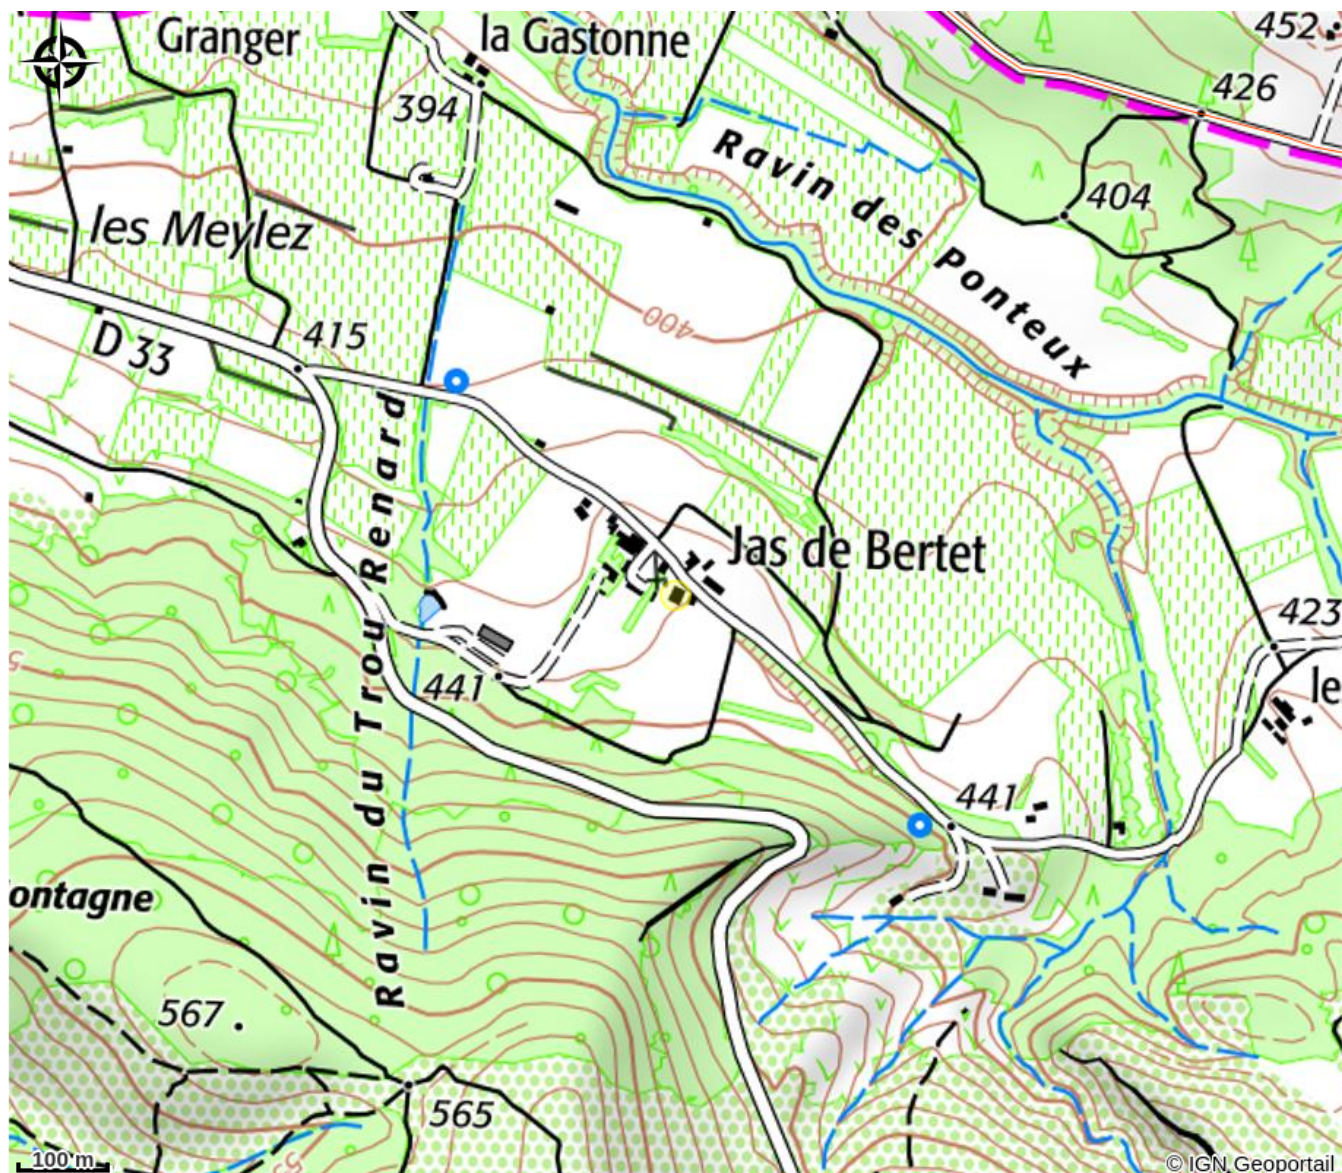 Granger
la Gastonne
452
394
426
Ravin des Ponteux
404
les Meylez
400
415
D 33
Jas de Bertet
Ravin du Trou Renard
423
441
le
441
ontagne
567
565
100 m
© IGN Geoportail